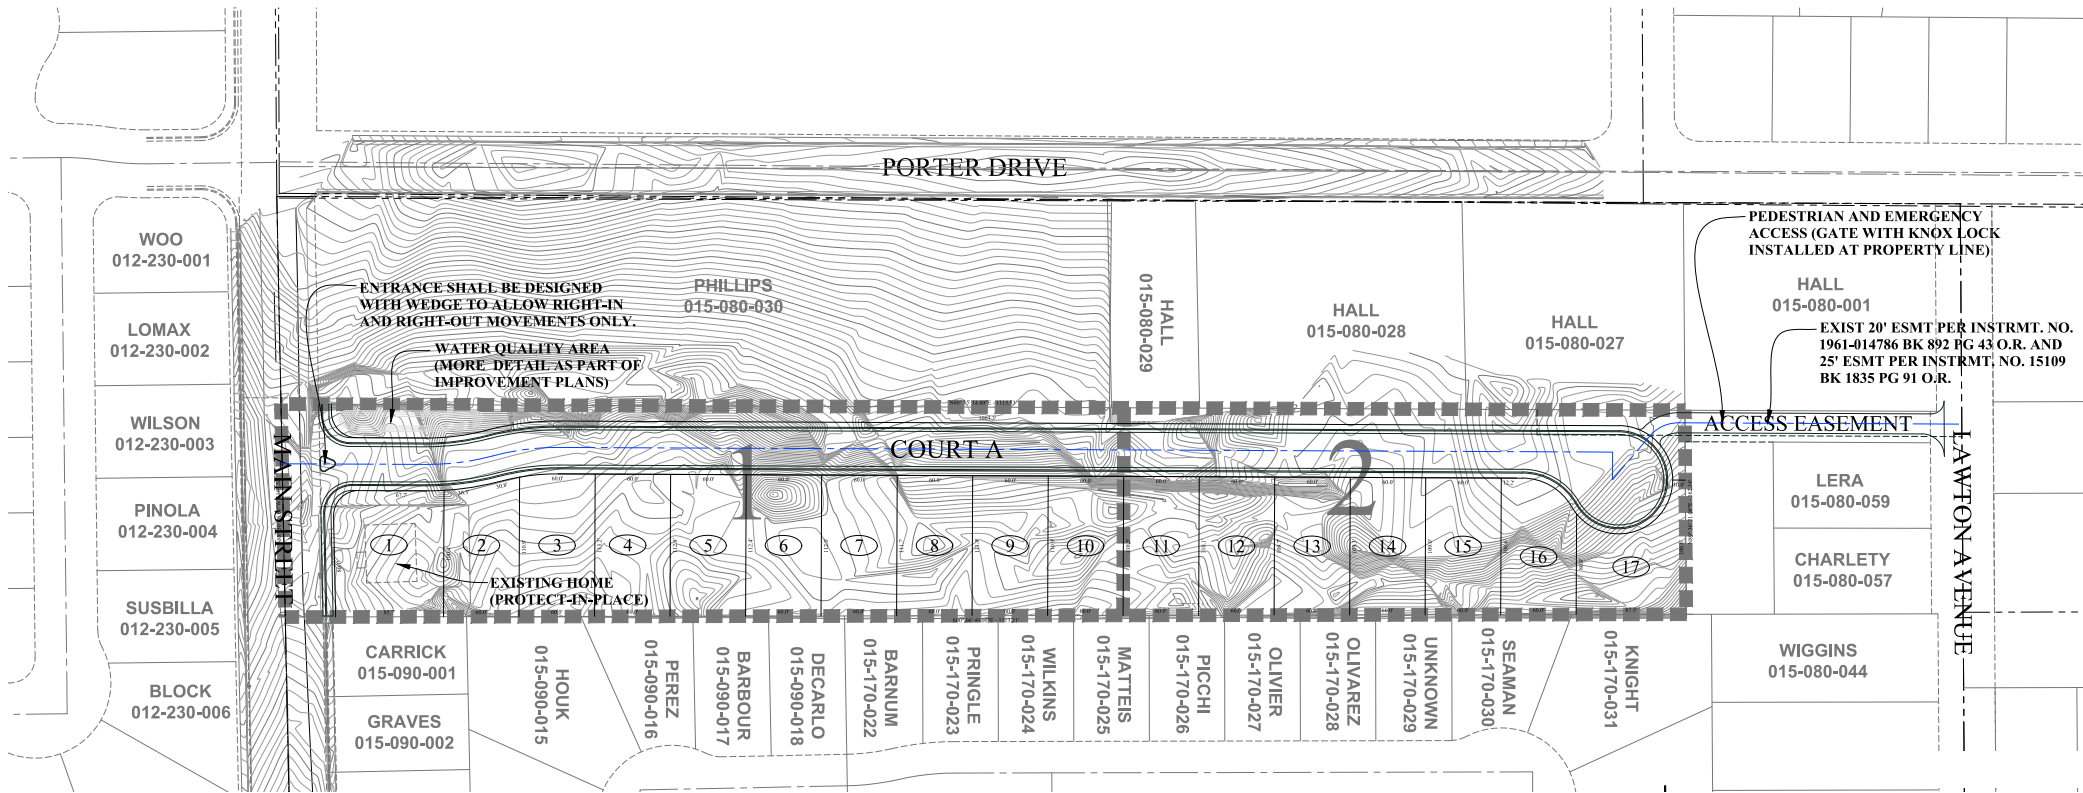 PORTER DRIVE
WOO
012-230-001
LOMAX
012-230-002
WILSON
012-230-003
PINOLA
012-230-004
SUSBILLA
012-230-005
BLOCK
012-230-006
MAIN STREET
ENTRANCE SHALL BE DESIGNED
WITH WEDGE TO ALLOW RIGHT-IN
AND RIGHT-OUT MOVEMENTS ONLY.
WATER QUALITY AREA
(MORE DETAIL AS PART OF
IMPROVEMENT PLANS)
PHILLIPS
015-080-030
HALL
015-080-029
HALL
015-080-028
HALL
015-080-027
PEDESTRIAN AND EMERGENCY
ACCESS (GATE WITH KNOX LOCK
INSTALLED AT PROPERTY LINE)
HALL
015-080-001
EXIST 20' ESMT PER INSTRMT. NO.
1961-014786 BK 892 PG 43 O.R. AND
25' ESMT PER INSTRMT. NO. 15109
BK 1835 PG 91 O.R.
ACCESS EASEMENT
LAWTON AVENUE
COURT A
1
2
1
2
3
4
5
6
7
8
9
10
11
12
13
14
15
16
17
EXISTING HOME
(PROTECT-IN-PLACE)
LERA
015-080-059
CHARLETY
015-080-057
WIGGINS
015-080-044
CARRICK
015-090-001
GRAVES
015-090-002
HOUK
015-090-015
PEREZ
015-090-016
BARBOUR
015-090-017
DECARLO
015-090-018
BARNUM
015-170-022
PRINGLE
015-170-023
WILKINS
015-170-024
MATTEIS
015-170-025
PICCHI
015-170-026
OLIVIER
015-170-027
OLIVAREZ
015-170-028
UNKNOWN
015-170-029
SEAMAN
015-170-030
KNIGHT
015-170-031